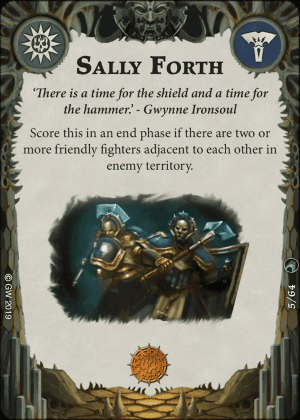 SALLY FORTH
‘There is a time for the shield and a time for
the hammer.’ - Gwynne Ironsoul
Score this in an end phase if there are two or
more friendly fighters adjacent to each other in
enemy territory.
© GW 2019
5/64